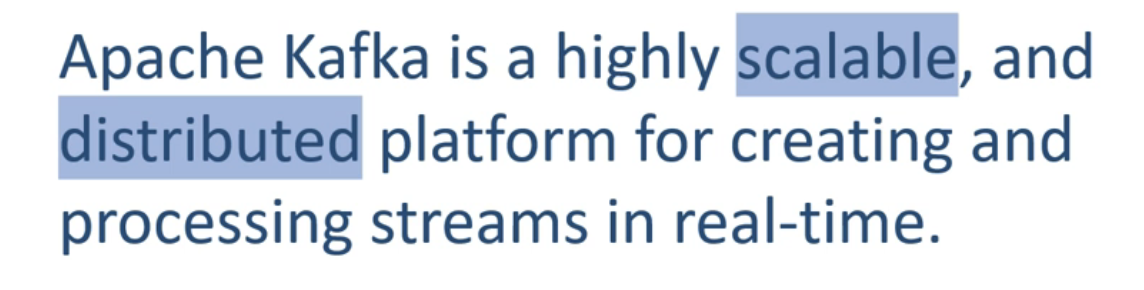 Apache Kafka is a highly scalable, and
distributed platform for creating and
processing streams in real-time.